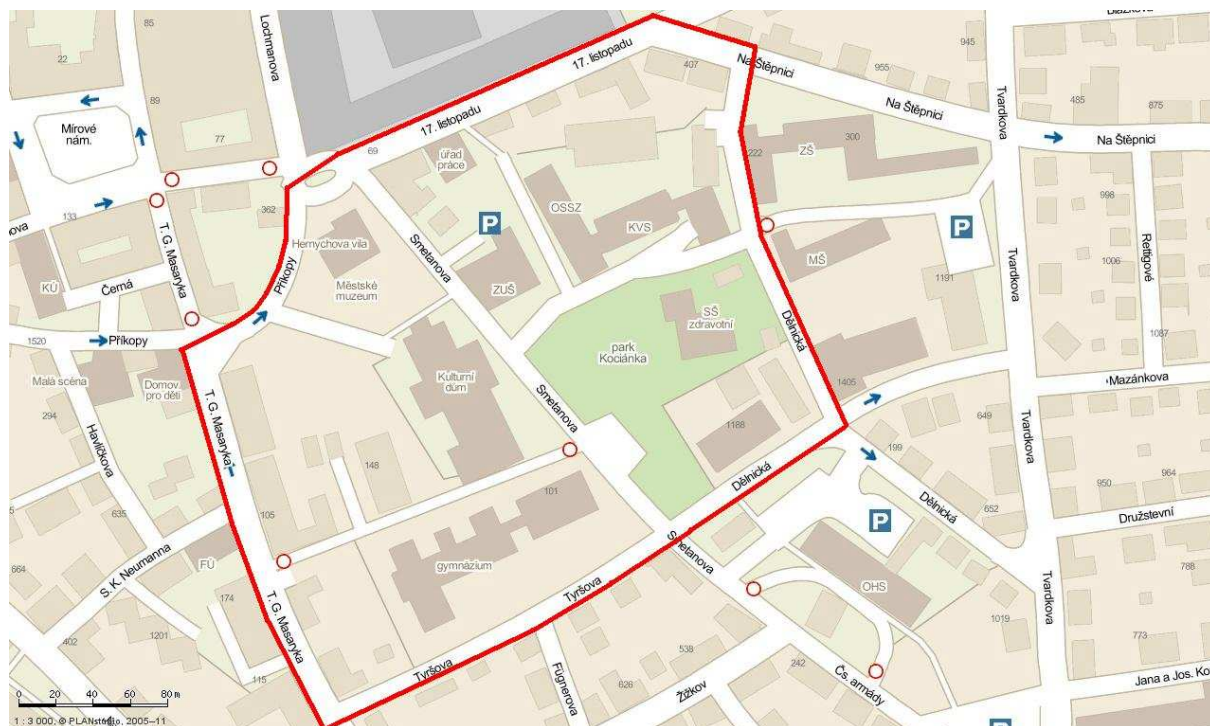 Blažkova
85
Lochmanova
22
89
945
17. listopadu
407
Na Štěpnici
955
Tvardkova
485
875
Na Štěpnici
Na Štěpnici
Mírové
nám.
77
17. listopadu
69
úřad
práce
222
ZŠ
300
133
362
T. G. Masaryka
OSSZ
KVS
P
P
998
Rettigové
Hernychova vila
Příkopy
Smetanova
MŠ
1006
KÚ
Černá
Městské
muzeum
ZUŠ
1191
Tvardkova
SŠ
zdravotní
Dělnická
1087
1520
Příkopy
park
Kociánka
Malá scéna
Domov
pro děti
Kulturní
dům
1405
Mazánkova
294
T. G. Masaryka
Smetanova
1188
649
Tvardkova
Havlíčkova
148
199
964
Dělnická
101
950
635
105
P
652
Dělnická
Družstevní
S. K. Neumanna
FÚ
gymnázium
Smetanova
664
Tvardkova
788
174
T. G. Masaryka
Tyršova
OHS
402
1201
1019
773
538
Tyršova
Fügnerova
242
115
626
Žižkov
Čs. armády
Jana a Jos. Ko
0 20 40 60 80 m
1 : 3 000, © PLANstudio, 2005–11
P